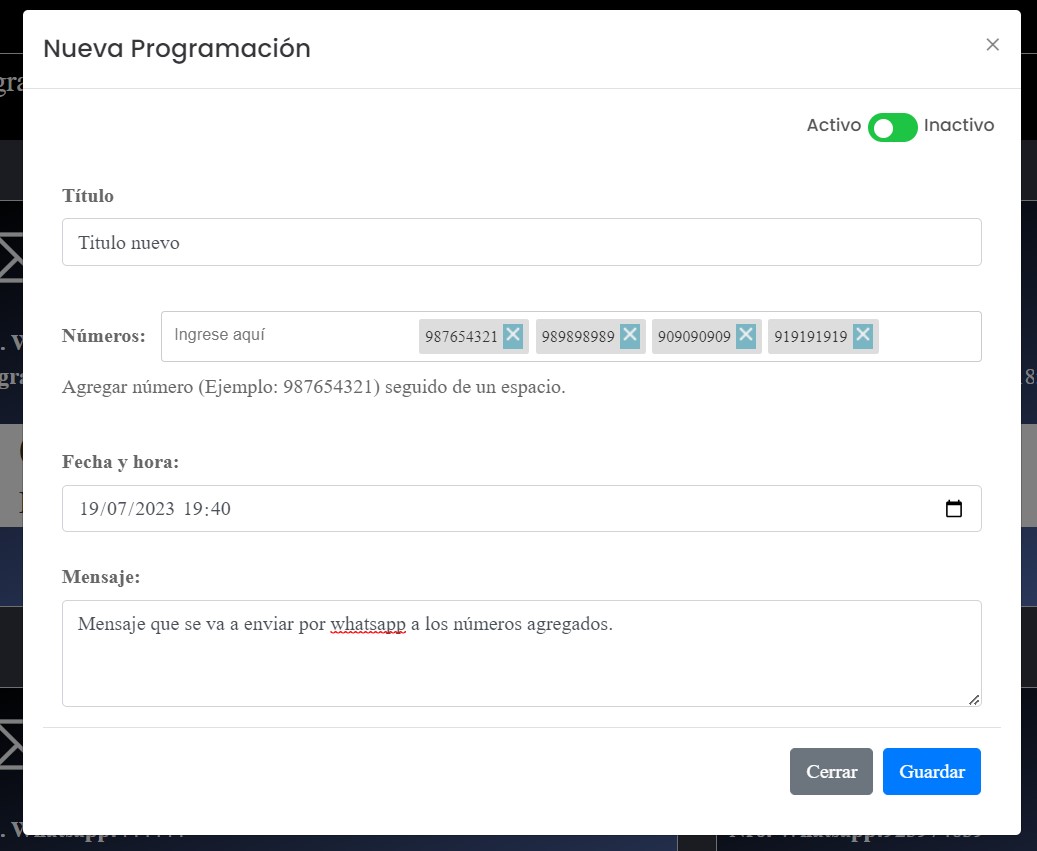 Nueva Programación
Activo Inactivo
Título
Titulo nuevo
Números: Ingrese aquí 987654321 989898989 909090909 919191919
Agregar número (Ejemplo: 987654321) seguido de un espacio.
Fecha y hora:
19/07/2023 19:40
Mensaje:
Mensaje que se va a enviar por whatsapp a los números agregados.
Cerrar Guardar